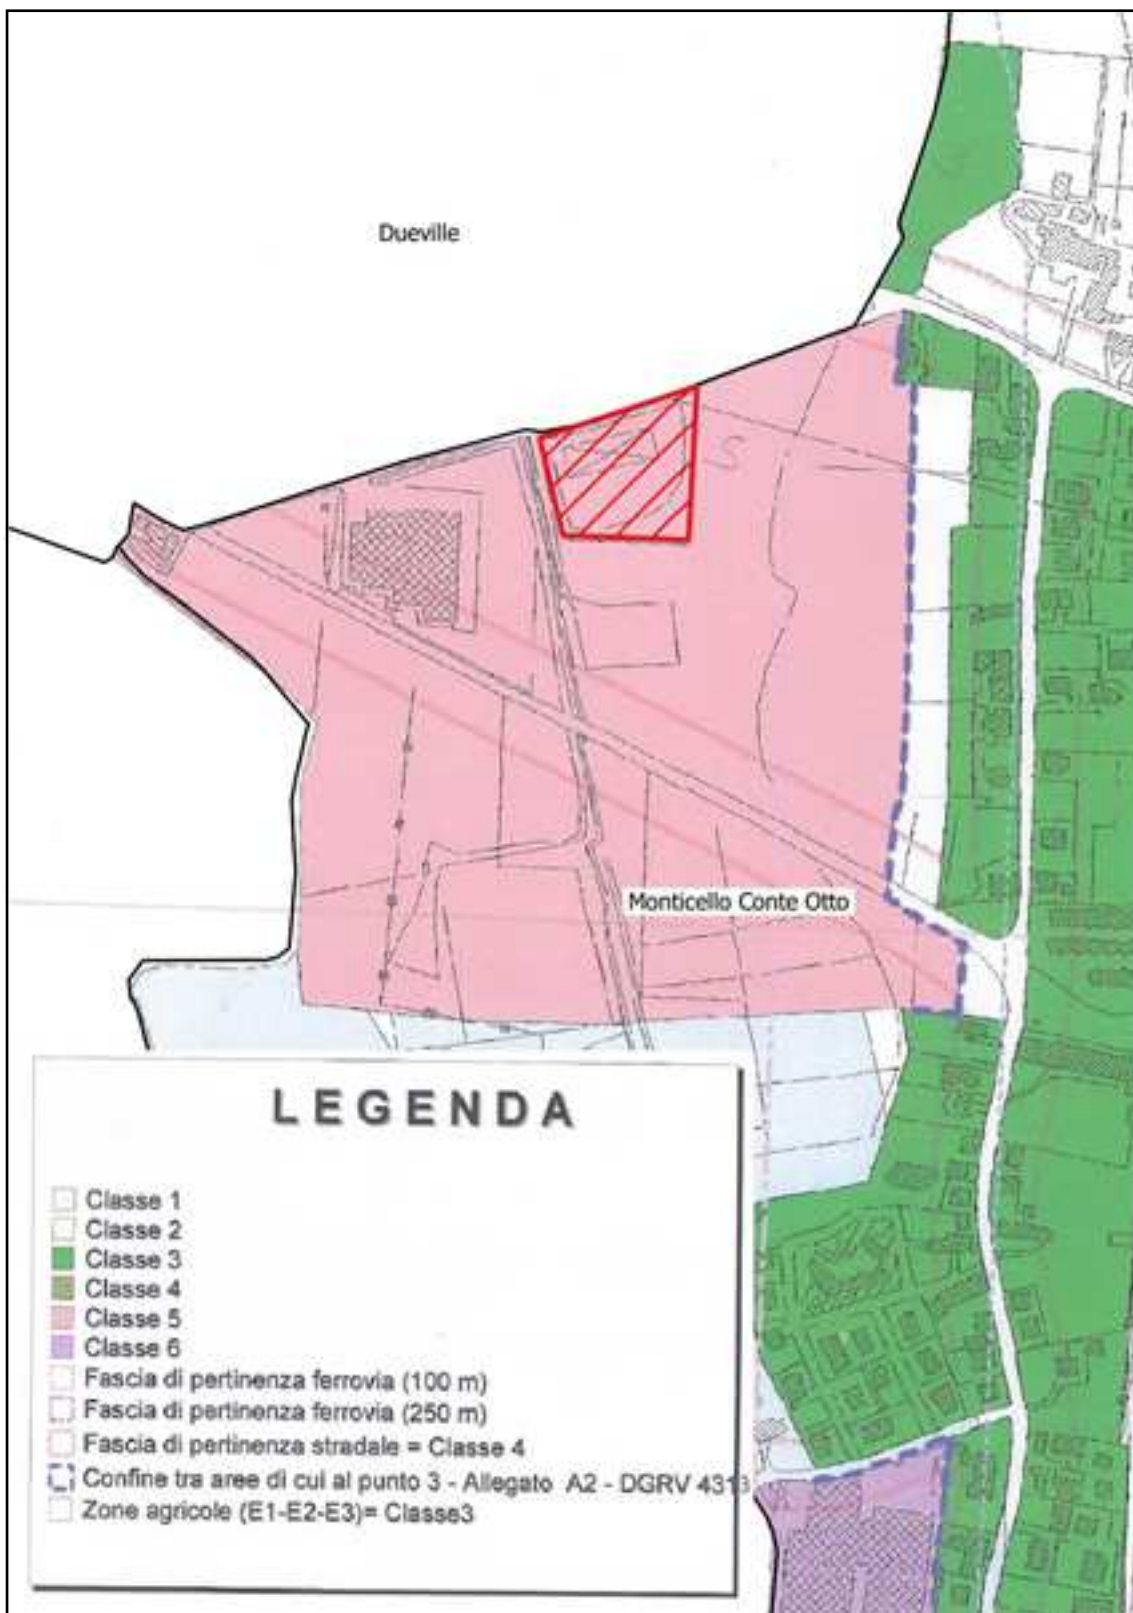 Dueville
5
Monticello Conte Otto
LEGENDA
Classe 1
Classe 2
Classe 3
Classe 4
Classe 5
Classe 6
Fascia di pertinenza ferrovia (100 m)
Fascia di pertinenza ferrovia (250 m)
Fascia di pertinenza stradale = Classe 4
Confine tra aree di cui al punto 3 - Allegato A2 - DGRV 4313
Zone agricole (E1-E2-E3)= Classe3